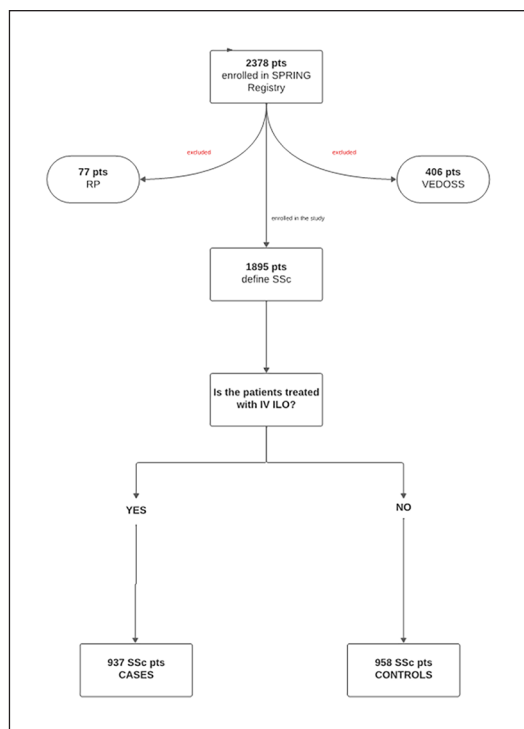 2378 pts
enrolled in SPRING
Registry
excluded
excluded
77 pts
RP
406 pts
VEDOSS
enrolled in the study
1895 pts
define SSc
Is the patients treated
with IV ILO?
YES
NO
937 SSc pts
CASES
958 SSc pts
CONTROLS